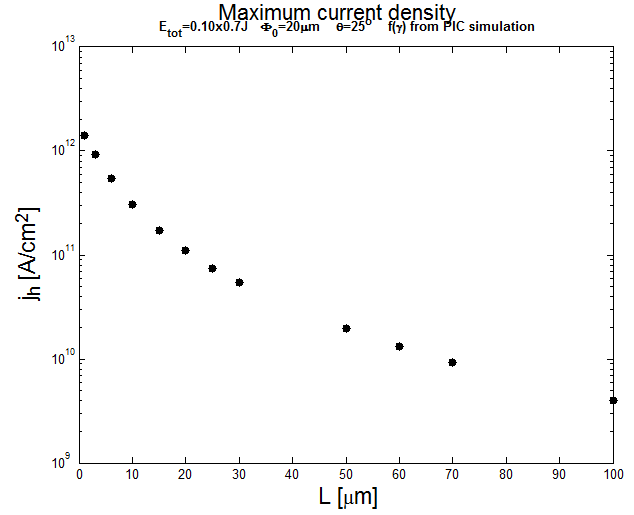 Maximum current density
E_tot=0.10x0.7J Φ_0=20μm θ=25° f(γ) from PIC simulation
10^13
10^12
10^11
10^10
10^9
j_h [A/cm^2]
0 10 20 30 40 50 60 70 80 90 100
L [μm]